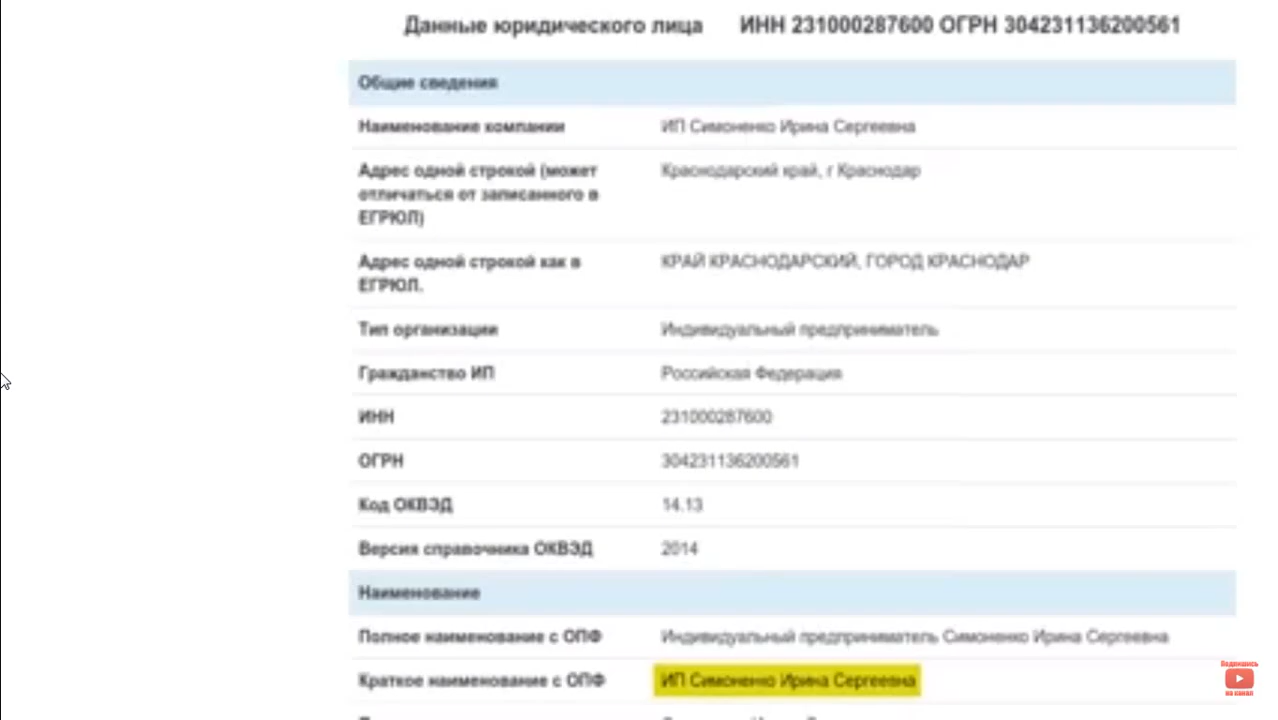 Данные юридического лица ИНН 231000287600 ОГРН 304231136200561
Общие сведения
Наименование компании ИП Симоненко Ирина Сергеевна
Адрес одной строкой (может Краснодарский край, г Краснодар
отличаться от записанного в
ЕГРЮЛ)
Адрес одной строкой как в КРАЙ КРАСНОДАРСКИЙ, ГОРОД КРАСНОДАР
ЕГРЮЛ.
Тип организации Индивидуальный предприниматель
Гражданство ИП Российская Федерация
ИНН 231000287600
ОГРН 304231136200561
Код ОКВЭД 14.13
Версия справочника ОКВЭД 2014
Наименование
Полное наименование с ОПФ Индивидуальный предприниматель Симоненко Ирина Сергеевна
Краткое наименование с ОПФ ИП Симоненко Ирина Сергеевна
Подпишись
на канал